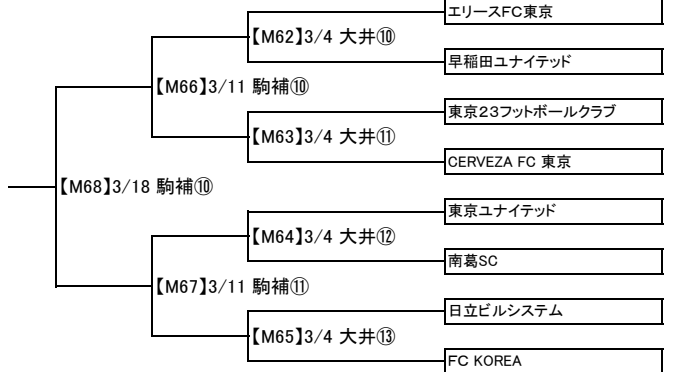 エリースFC東京
【M62】3/4 大井⑩
早稲田ユナイテッド
【M66】3/11 駒補⑩
東京23フットボールクラブ
【M63】3/4 大井⑪
CERVEZA FC 東京
【M68】3/18 駒補⑩
東京ユナイテッド
【M64】3/4 大井⑫
南葛SC
【M67】3/11 駒補⑪
日立ビルシステム
【M65】3/4 大井⑬
FC KOREA